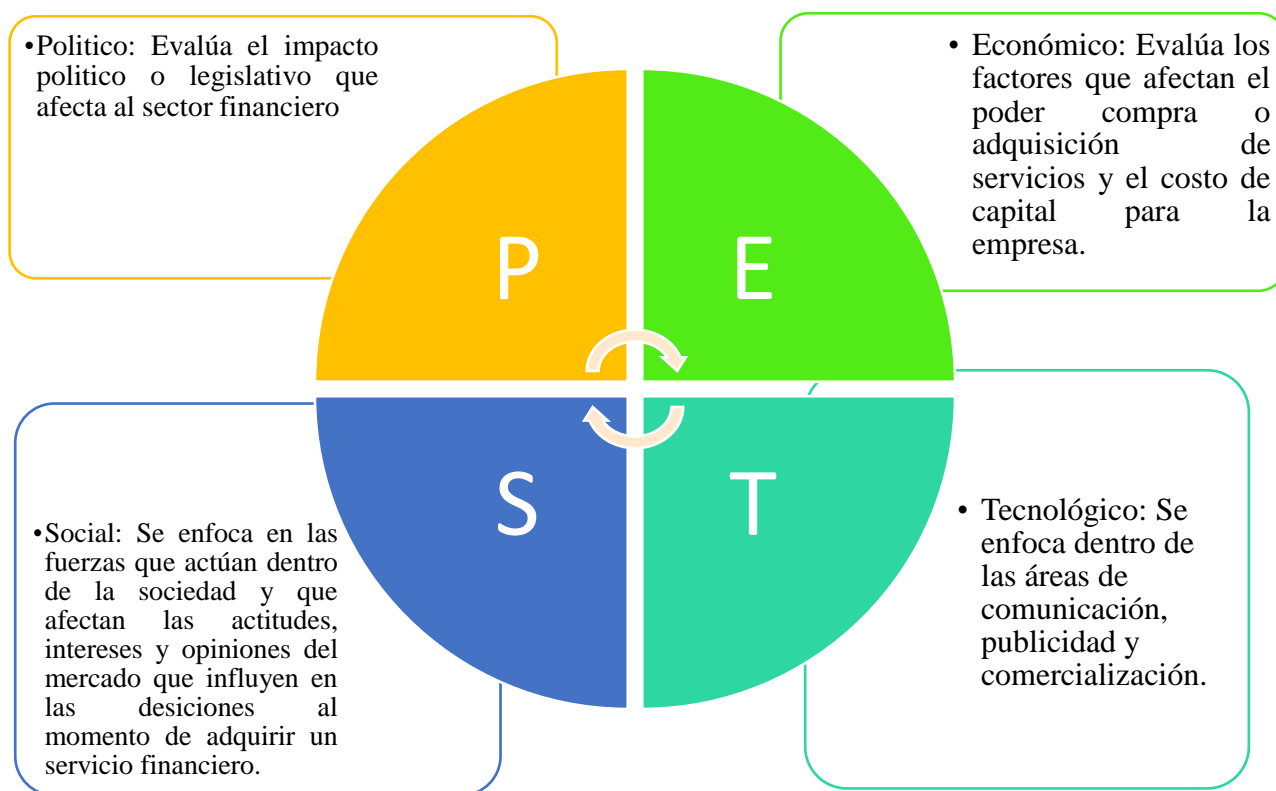 •Politico: Evalúa el impacto
politico o legislativo que
afecta al sector financiero
• Económico: Evalúa los
factores que afectan el
poder compra o
adquisición de
servicios y el costo de
capital para la
empresa.
P
E
S
T
•Social: Se enfoca en las
fuerzas que actúan dentro
de la sociedad y que
afectan las actitudes,
intereses y opiniones del
mercado que influyen en
las desiciones al
momento de adquirir un
servicio financiero.
• Tecnológico: Se
enfoca dentro de
las áreas de
comunicación,
publicidad y
comercialización.